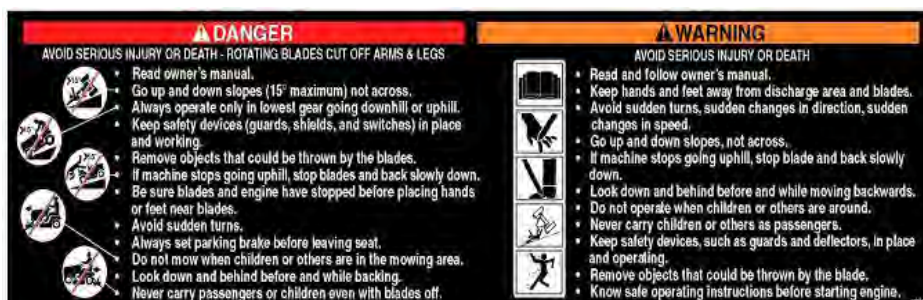 DANGER
AVOID SERIOUS INJURY OR DEATH - ROTATING BLADES CUT OFF ARMS & LEGS
• Read owner's manual.
• Go up and down slopes (15° maximum) not across.
• Always operate only in lowest gear going downhill or uphill.
• Keep safety devices (guards, shields, and switches) in place
and working.
• Remove objects that could be thrown by the blades.
• If machine stops going uphill, stop blades and back slowly down.
• Be sure blades and engine have stopped before placing hands
or feet near blades.
• Avoid sudden turns.
• Always set parking brake before leaving seat.
• Do not mow when children or others are in the mowing area.
• Look down and behind before and while backing.
• Never carry passengers or children even with blades off.
WARNING
AVOID SERIOUS INJURY OR DEATH
• Read and follow owner's manual.
• Keep hands and feet away from discharge area and blades.
• Avoid sudden turns, sudden changes in direction, sudden
changes in speed.
• Go up and down slopes, not across.
• If machine stops going uphill, stop blade and back slowly
down.
• Look down and behind before and while moving backwards.
• Do not operate when children or others are around.
• Never carry children or others as passengers.
• Keep safety devices, such as guards and deflectors, in place
and operating.
• Remove objects that could be thrown by the blade.
• Know safe operating instructions before starting engine.